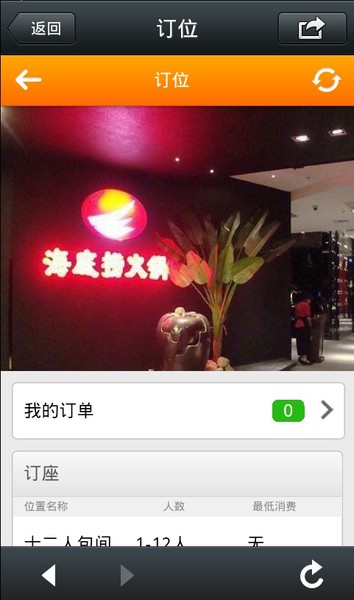 返回
订位
订位
海底捞火锅
我的订单
0
订座
位置名称 人数 最低消费
十二人包间 1-12人 无